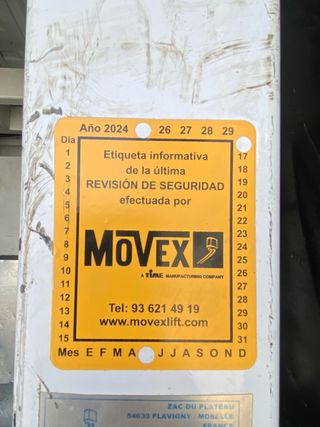 Año 2024 26 27 28 29
Dia
1
2
3
4
5
6
7
8
9
10
11
12
13
14
15
Etiqueta informativa
de la última
REVISIÓN DE SEGURIDAD
efectuada por
MOVEX
A TIME MANUFACTURING COMPANY
Tel: 93 621 49 19
www.movexlift.com
17
18
19
20
21
22
23
24
25
26
27
28
29
30
31
Mes E F M A J J A S O N D
ZAC DU PLATEAU
54630 FLAVIGNY / MOSELLE
FRANCE